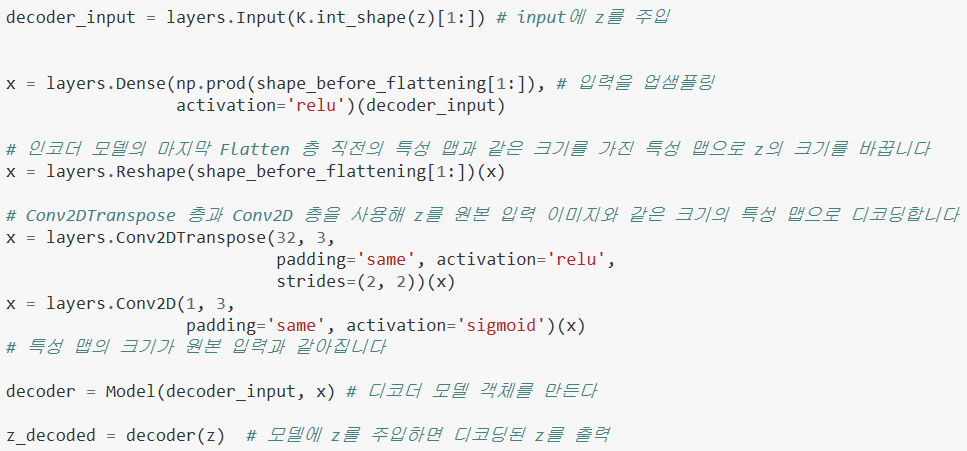 decoder_input = layers.Input(K.int_shape(z)[1:]) # input에 z를 주입
x = layers.Dense(np.prod(shape_before_flattening[1:]), # 입력을 업샘플링
activation='relu')(decoder_input)
# 인코더 모델의 마지막 Flatten 층 직전의 특성 맵과 같은 크기를 가진 특성 맵으로 z의 크기를 바꿉니다
x = layers.Reshape(shape_before_flattening[1:])(x)
# Conv2DTranspose 층과 Conv2D 층을 사용해 z를 원본 입력 이미지와 같은 크기의 특성 맵으로 디코딩합니다
x = layers.Conv2DTranspose(32, 3,
padding='same', activation='relu',
strides=(2, 2))(x)
x = layers.Conv2D(1, 3,
padding='same', activation='sigmoid')(x)
# 특성 맵의 크기가 원본 입력과 같아집니다
decoder = Model(decoder_input, x) # 디코더 모델 객체를 만든다
z_decoded = decoder(z) # 모델에 z를 주입하면 디코딩된 z를 출력